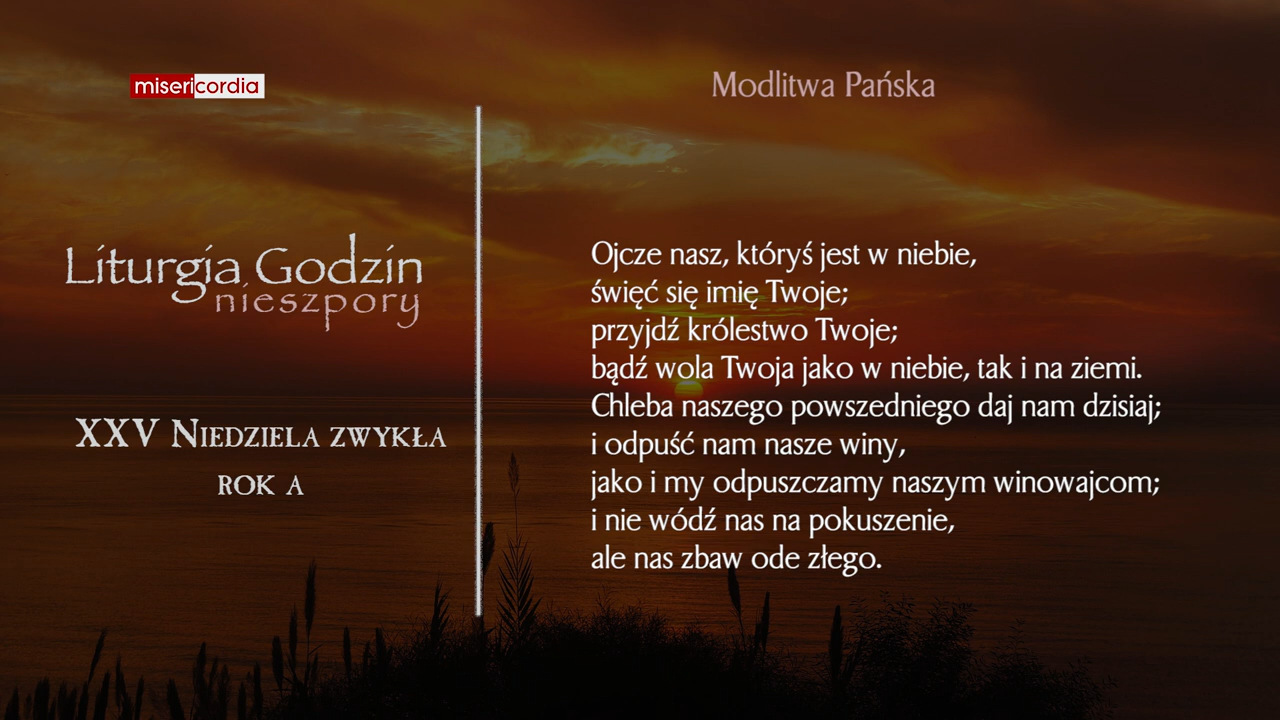 misericordia
Modlitwa Pańska
Liturgia Godzin
nieszpory
XXV Niedziela zwykła
rok A
Ojcze nasz, któryś jest w niebie,
święć się imię Twoje;
przyjdź królestwo Twoje;
bądź wola Twoja jako w niebie, tak i na ziemi.
Chleba naszego powszedniego daj nam dzisiaj;
i odpuść nam nasze winy,
jako i my odpuszczamy naszym winowajcom;
i nie wódź nas na pokuszenie,
ale nas zbaw ode złego.